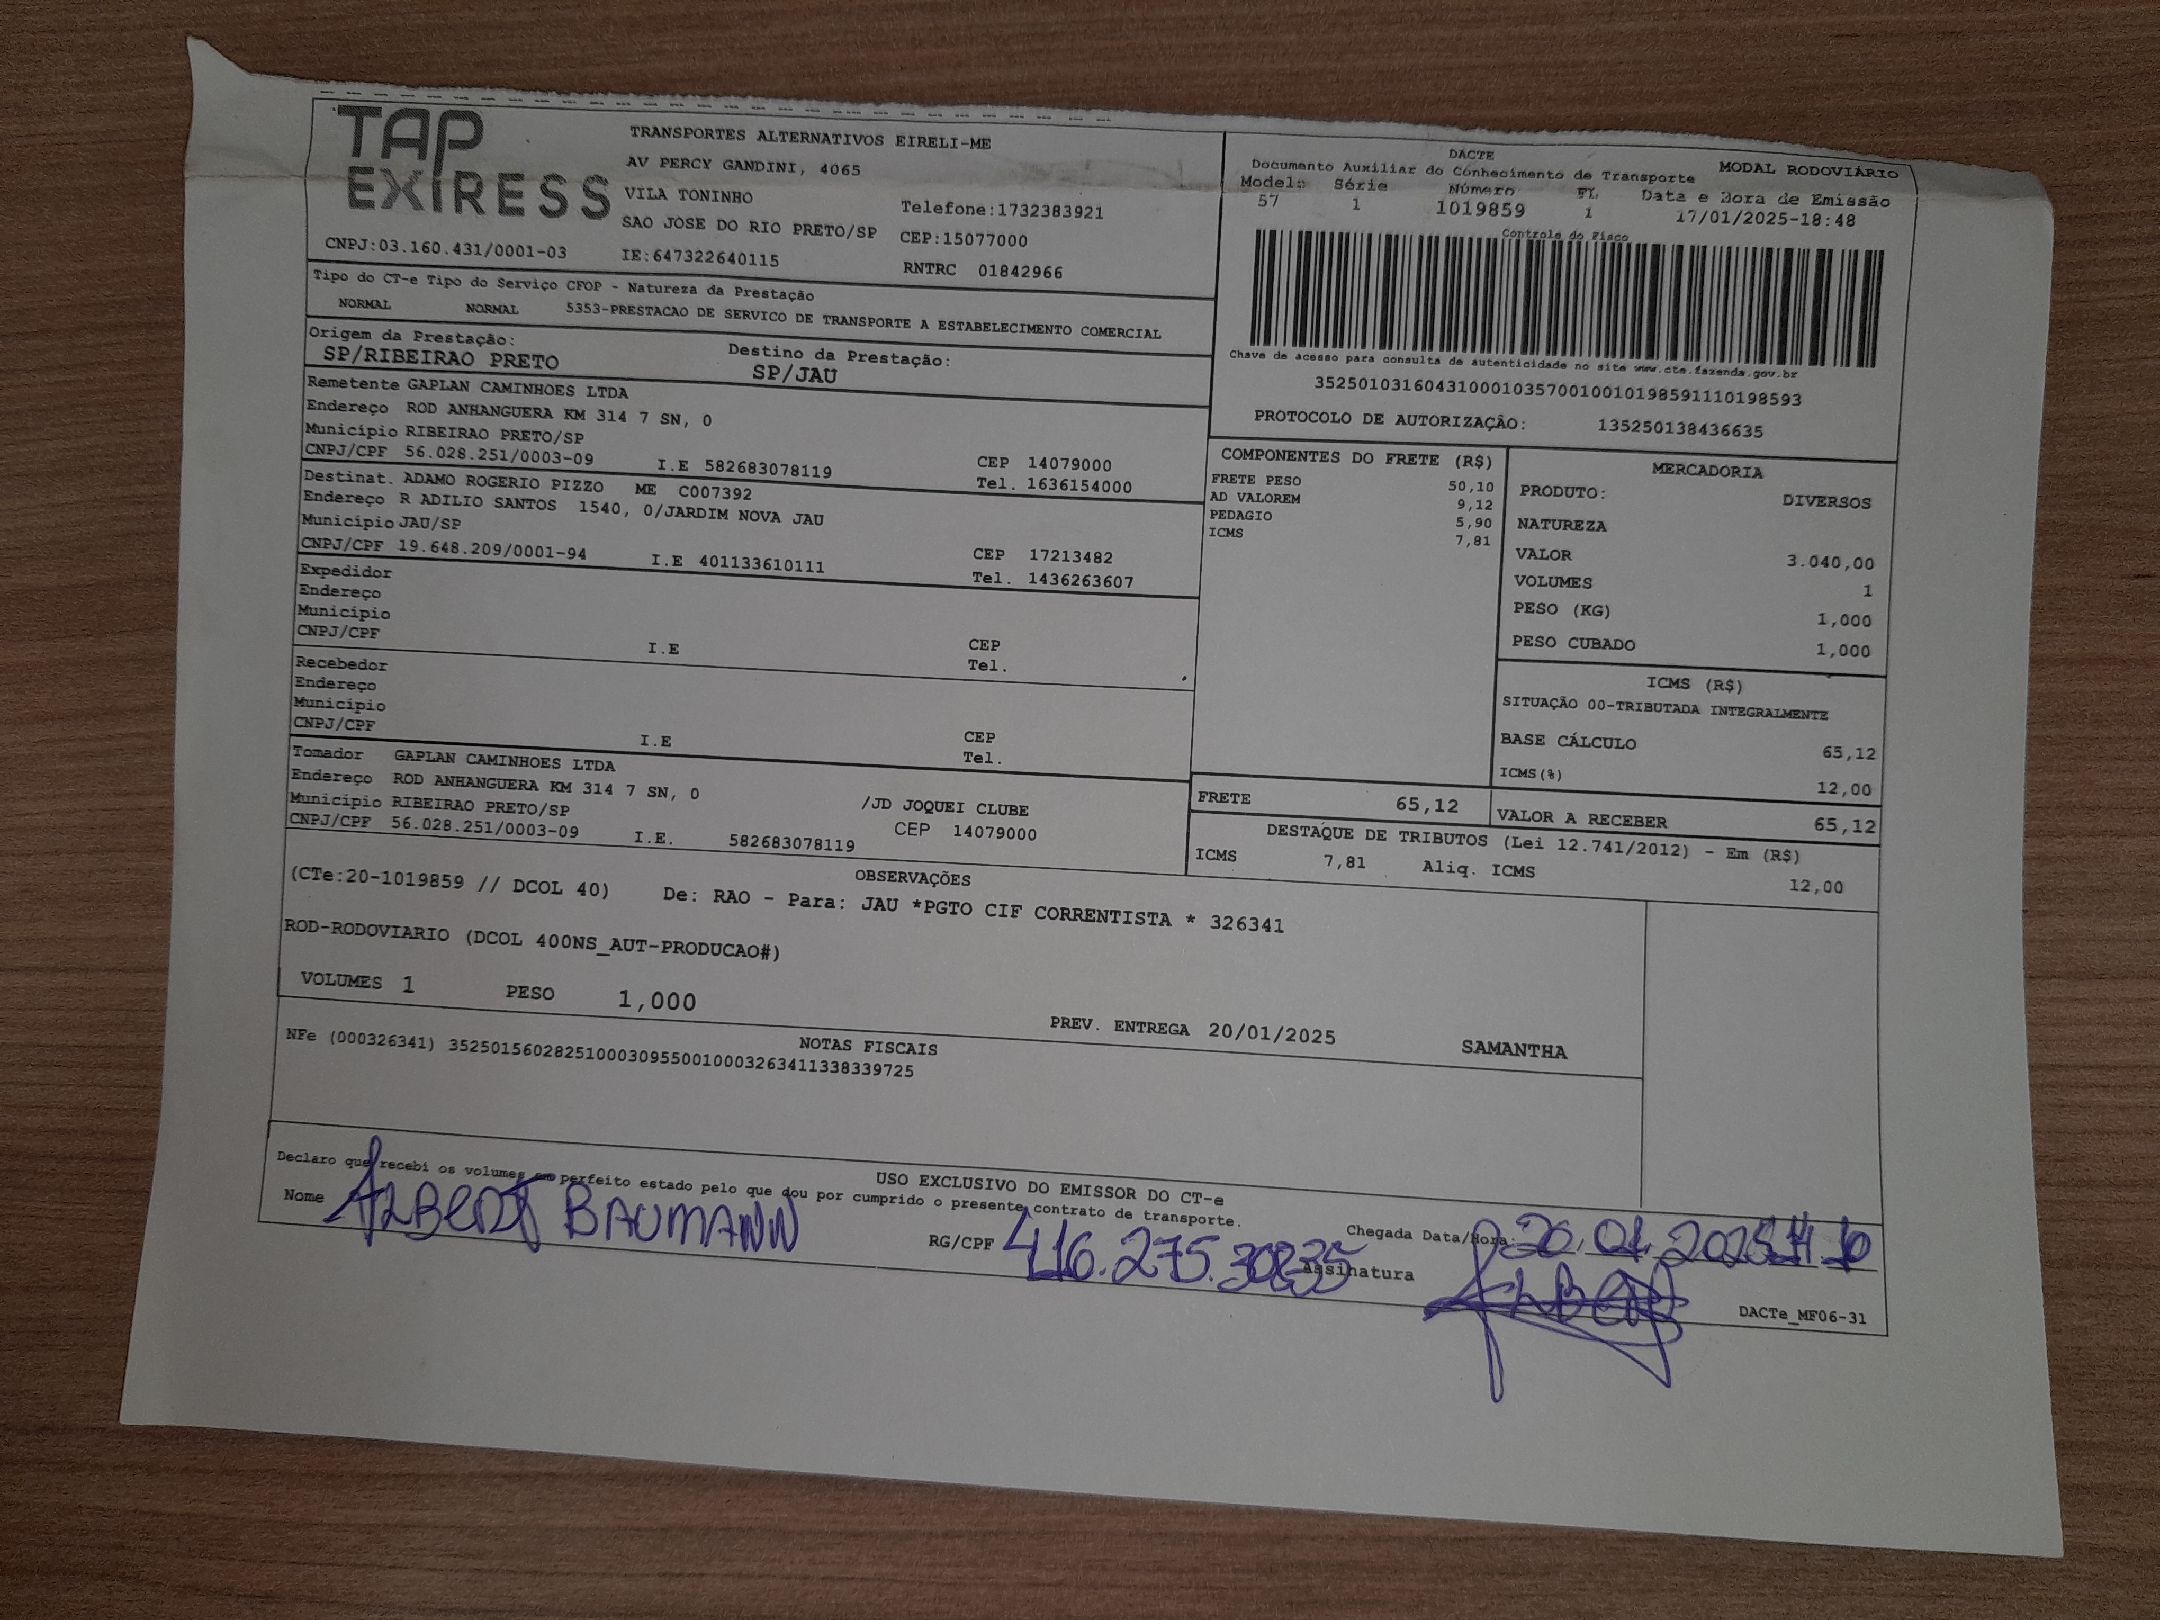 TAP EXPRESS
TRANSPORTES ALTERNATIVOS EIRELI-ME
AV PERCY GANDINI, 4065
VILA TONINHO
Telefone:1732383921
SAO JOSE DO RIO PRETO/SP CEP:15077000
CNPJ:03.160.431/0001-03 IE:647322640115 RNTRC 01842966
DACTE MODAL RODOVIÁRIO
Documento Auxiliar do Conhecimento de Transporte
Modelo Série Número FL Data e Hora de Emissão
57 1 1019859 1 17/01/2025-18:48
Controle do Fisco
Chave de acesso para consulta de autenticidade no site www.cte.fazenda.gov.br
35250103160431000103570010010198591110198593
PROTOCOLO DE AUTORIZAÇÃO: 135250138436635
Tipo do CT-e Tipo do Serviço CFOP - Natureza da Prestação
NORMAL NORMAL 5353-PRESTACAO DE SERVICO DE TRANSPORTE A ESTABELECIMENTO COMERCIAL
Origem da Prestação: Destino da Prestação:
SP/RIBEIRAO PRETO SP/JAU
Remetente GAPLAN CAMINHOES LTDA
Endereço ROD ANHANGUERA KM 314 7 SN, 0
Município RIBEIRAO PRETO/SP CEP 14079000
CNPJ/CPF 56.028.251/0003-09 I.E 582683078119 Tel. 1636154000
Destinat. ADAMO ROGERIO PIZZO ME C007392
Endereço R ADILIO SANTOS 1540, 0/JARDIM NOVA JAU
Município JAU/SP CEP 17213482
CNPJ/CPF 19.648.209/0001-94 I.E 401133610111 Tel. 1436263607
Expedidor
Endereço
Município CEP
CNPJ/CPF I.E Tel.
Recebedor
Endereço
Município CEP
CNPJ/CPF I.E Tel.
Tomador GAPLAN CAMINHOES LTDA
Endereço ROD ANHANGUERA KM 314 7 SN, 0 /JD JOQUEI CLUBE
Município RIBEIRAO PRETO/SP CEP 14079000
CNPJ/CPF 56.028.251/0003-09 I.E. 582683078119
COMPONENTES DO FRETE (R$)
FRETE PESO 50,10
AD VALOREM 9,12
PEDAGIO 5,90
ICMS 7,81
MERCADORIA
PRODUTO: DIVERSOS
NATUREZA
VALOR 3.040,00
VOLUMES 1
PESO (KG) 1,000
PESO CUBADO 1,000
ICMS (R$)
SITUAÇÃO 00-TRIBUTADA INTEGRALMENTE
BASE CÁLCULO 65,12
ICMS(%) 12,00
FRETE 65,12 VALOR A RECEBER 65,12
DESTAQUE DE TRIBUTOS (Lei 12.741/2012) - Em (R$)
ICMS 7,81 Aliq. ICMS 12,00
OBSERVAÇÕES
(CTe:20-1019859 // DCOL 40) De: RAO - Para: JAU *PGTO CIF CORRENTISTA * 326341
ROD-RODOVIARIO (DCOL 400NS_AUT-PRODUCAO#)
VOLUMES 1 PESO 1,000 PREV. ENTREGA 20/01/2025 SAMANTHA
NOTAS FISCAIS
NFe (000326341) 35250156028251000309550010003263411338339725
USO EXCLUSIVO DO EMISSOR DO CT-e
Declaro que recebi os volumes em perfeito estado pelo que dou por cumprido o presente contrato de transporte.
Nome ALBERT BAUMANN RG/CPF 416.275.30835 Chegada Data/Hora: 20.01.2025
Assinatura
DACTe_MF06-31